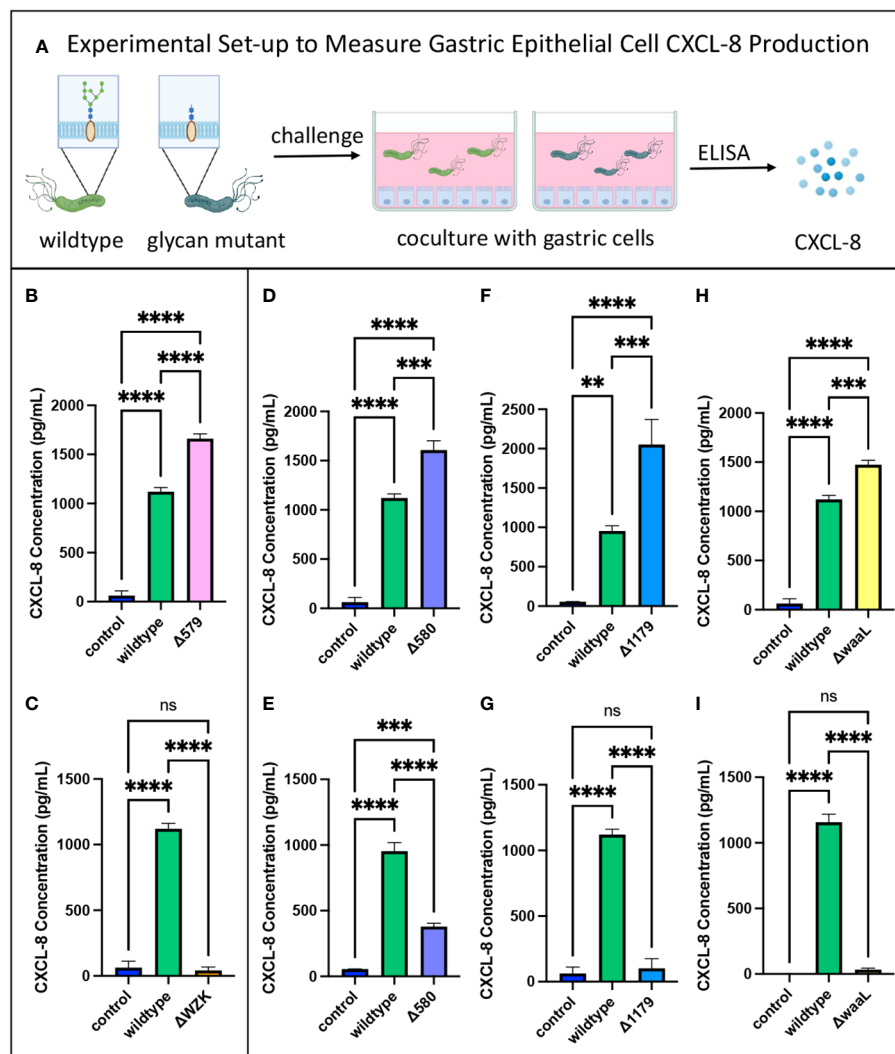 A Experimental Set-up to Measure Gastric Epithelial Cell CXCL-8 Production
challenge
ELISA
wildtype
glycan mutant
coculture with gastric cells
CXCL-8
B
****
****
****
CXCL-8 Concentration (pg/mL)
2000
1500
1000
500
0
control
wildtype
Δ579
D
****
***
****
CXCL-8 Concentration (pg/mL)
2000
1500
1000
500
0
control
wildtype
Δ580
F
****
***
**
CXCL-8 Concentration (pg/mL)
2500
2000
1500
1000
500
0
control
wildtype
Δ1179
H
****
***
****
CXCL-8 Concentration (pg/mL)
2000
1500
1000
500
0
control
wildtype
ΔwaaL
C
ns
****
****
CXCL-8 Concentration (pg/mL)
1500
1000
500
0
control
wildtype
ΔWZK
E
***
****
****
CXCL-8 Concentration (pg/mL)
1500
1000
500
0
control
wildtype
Δ580
G
ns
****
****
CXCL-8 Concentration (pg/mL)
1500
1000
500
0
control
wildtype
Δ1179
I
ns
****
****
CXCL-8 Concentration (pg/mL)
1500
1000
500
0
control
wildtype
ΔwaaL